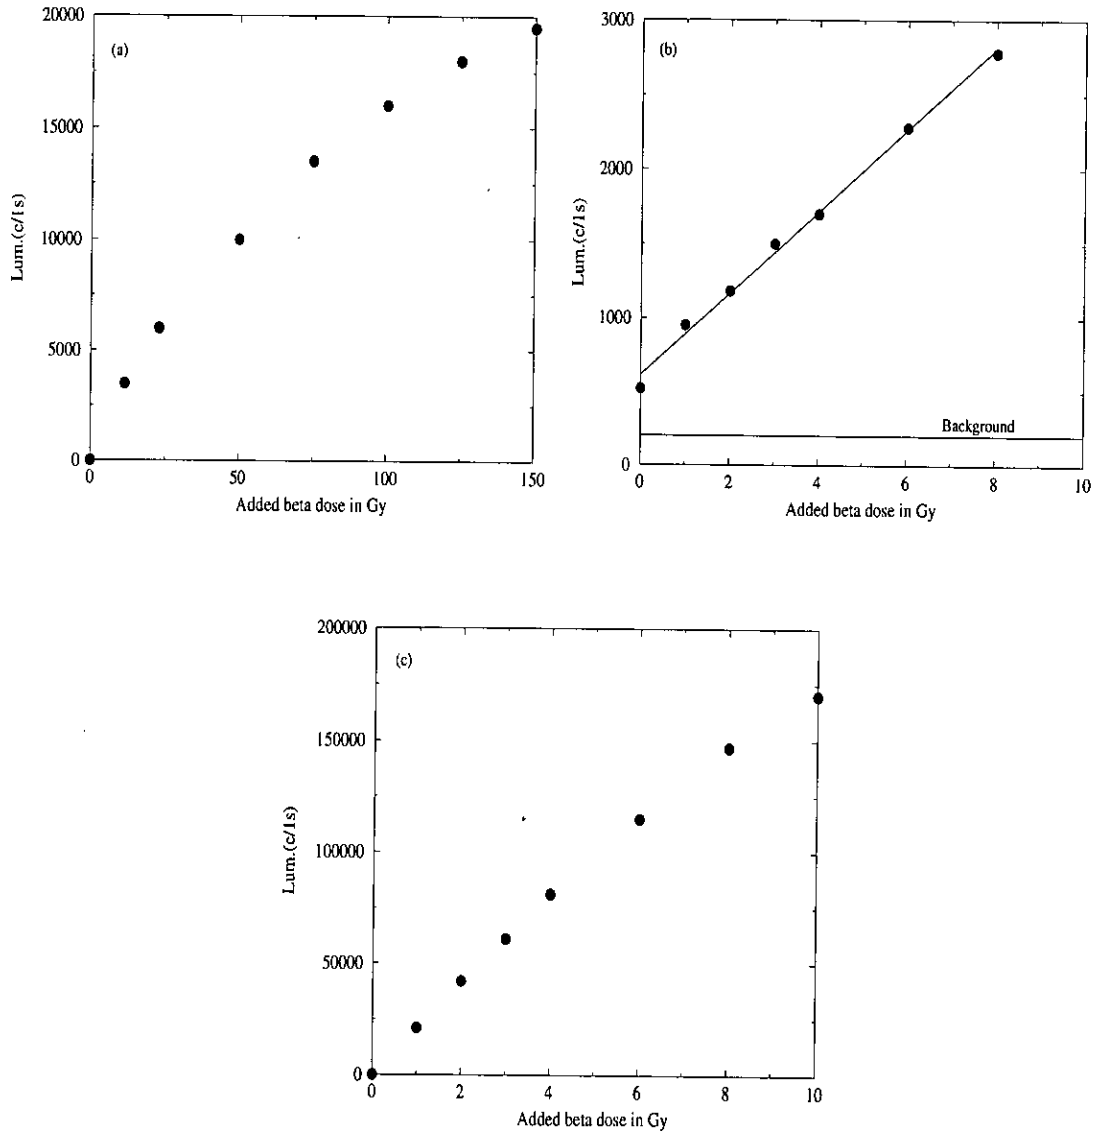 20000
(a)
15000
Lum.(c/1s)
10000
5000
0
0 50 100 150
Added beta dose in Gy
3000
(b)
2000
Lum.(c/1s)
1000
Background
0
0 2 4 6 8 10
Added beta dose in Gy
200000
(c)
150000
Lum.(c/1s)
100000
50000
0
0 2 4 6 8 10
Added beta dose in Gy